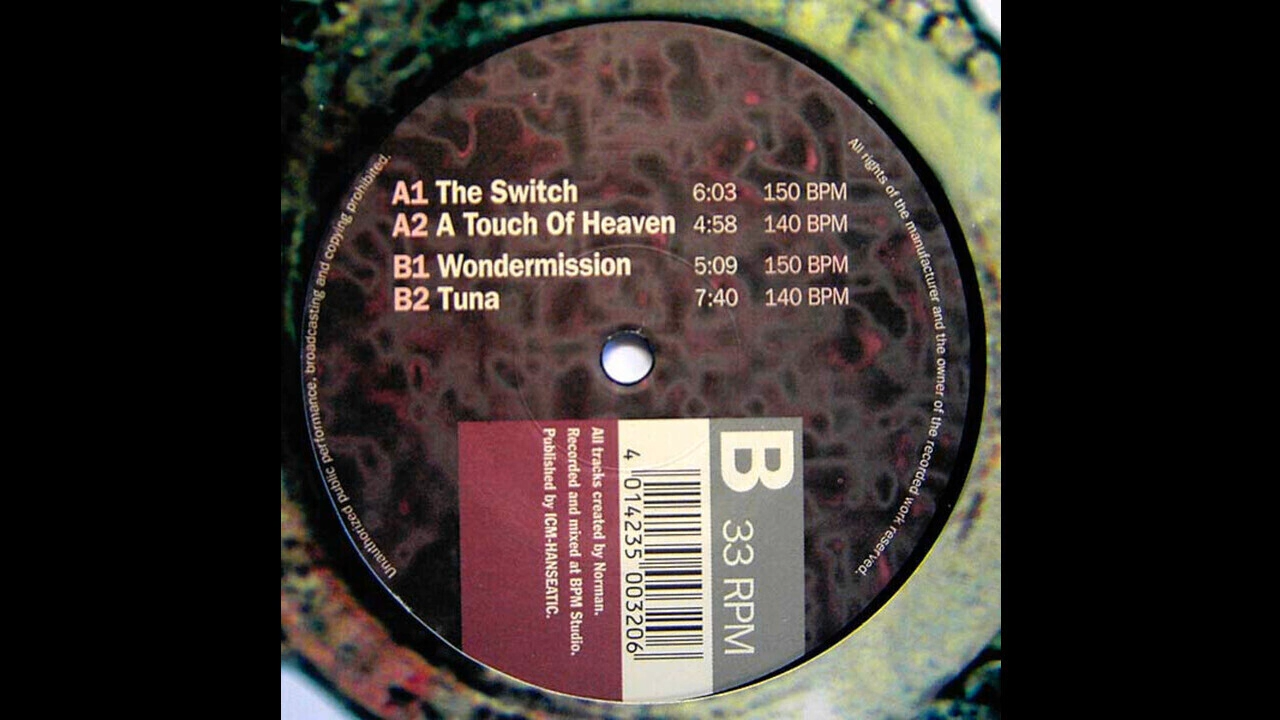 A1 The Switch 6:03 150 BPM
A2 A Touch Of Heaven 4:58 140 BPM
B1 Wondermission 5:09 150 BPM
B2 Tuna 7:40 140 BPM
All rights of the manufacturer and the owner of the recorded work reserved.
Unauthorized public performance, broadcasting and copying prohibited.
B 33 RPM
4 014235 003206
All tracks created by Norman.
Recorded and mixed at BPM Studio.
Published by ICM-HANSEATIC.